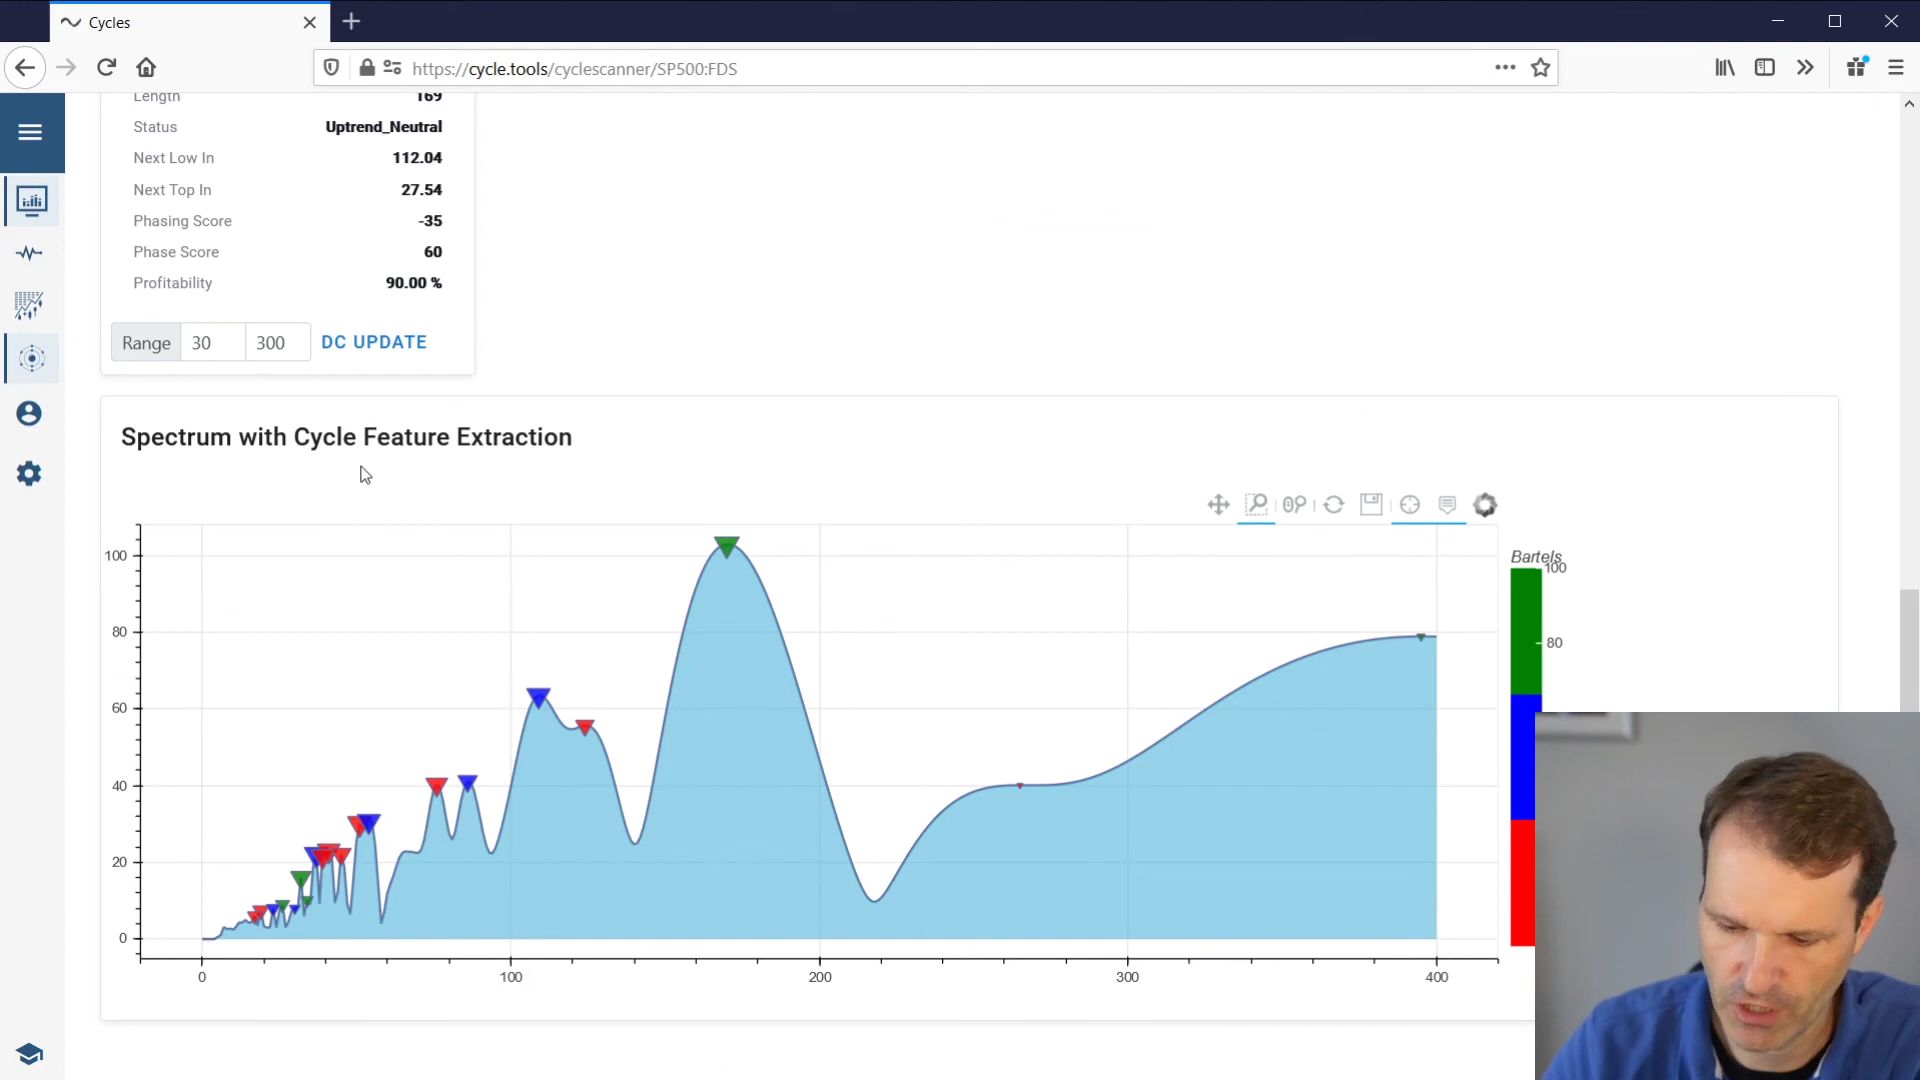 Cycles
https://cycle.tools/cyclescanner/SP500:FDS
Length 169
Status Uptrend_Neutral
Next Low In 112.04
Next Top In 27.54
Phasing Score -35
Phase Score 60
Profitability 90.00 %
Range 30 300 DC UPDATE
Spectrum with Cycle Feature Extraction
Bartels
100
80
100
80
60
40
20
0
0 100 200 300 400